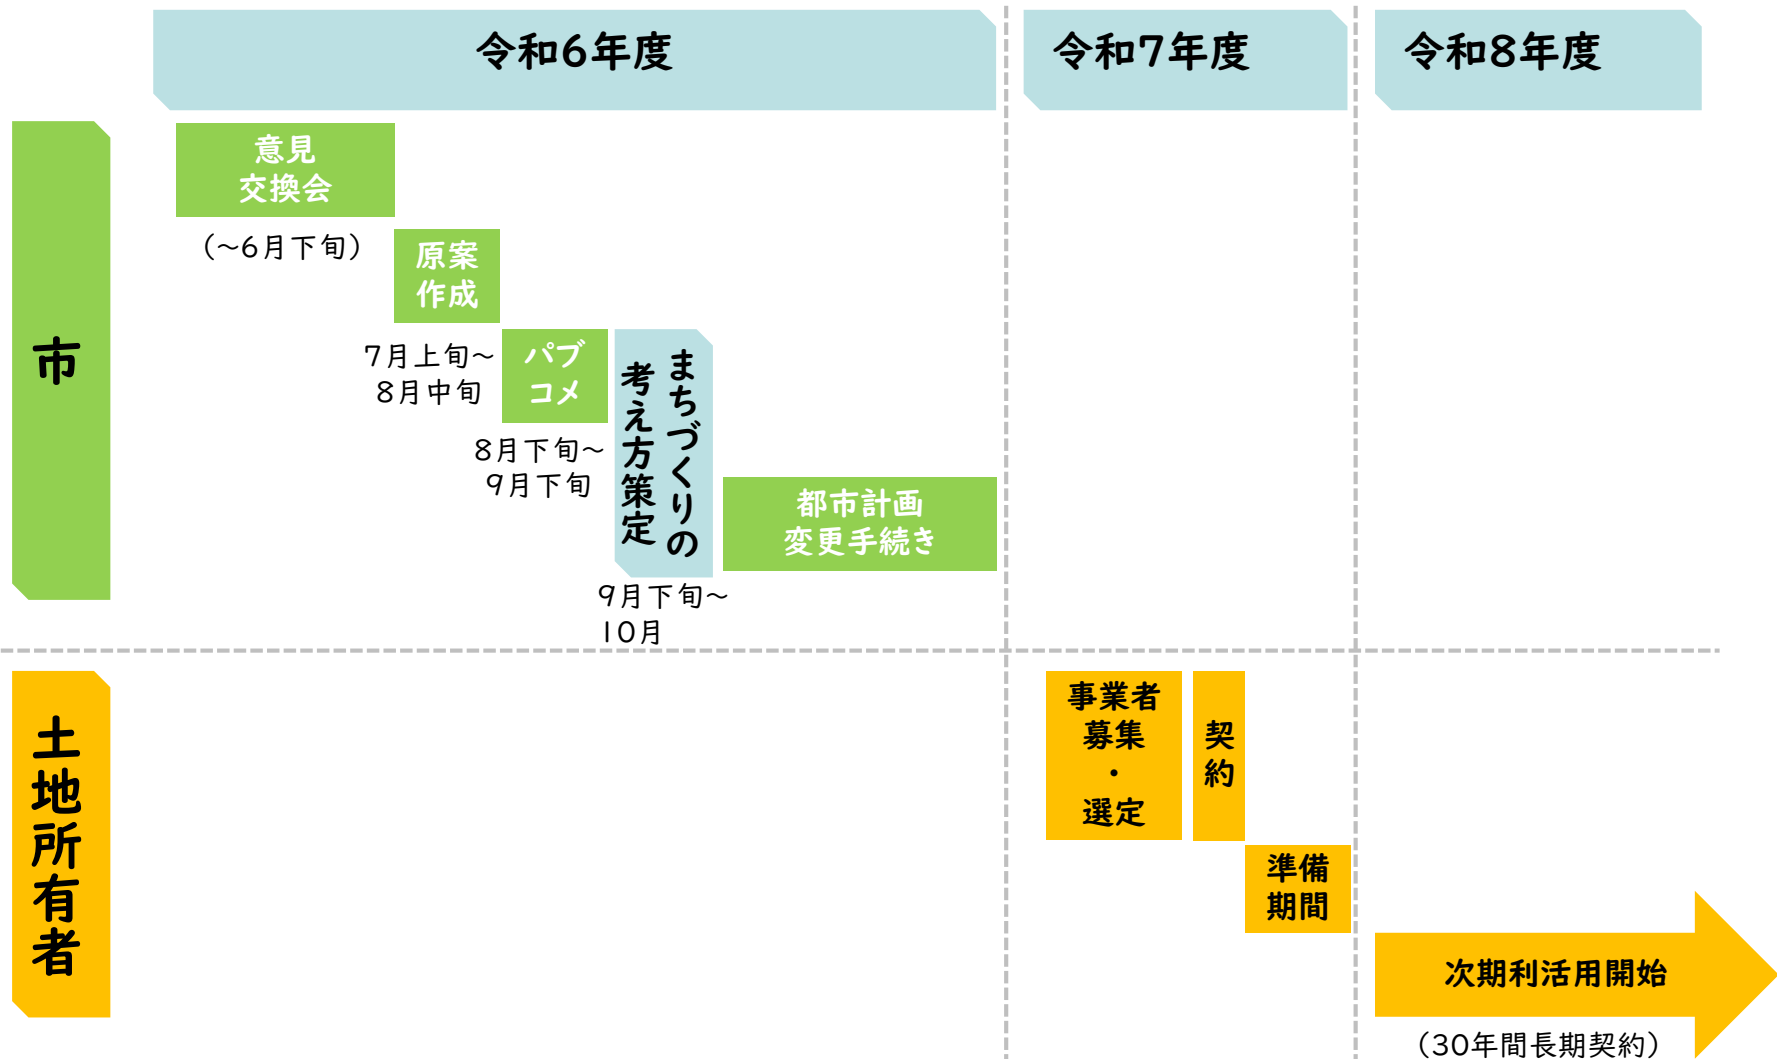 令和6年度
令和7年度
令和8年度
市
意見
交換会
（～6月下旬）
原案
作成
7月上旬～
8月中旬
パブ
コメ
8月下旬～
9月下旬
まちづくりの
考え方策定
9月下旬～
10月
都市計画
変更手続き
土地所有者
事業者
募集
・
選定
契約
準備
期間
次期利活用開始
（30年間長期契約）